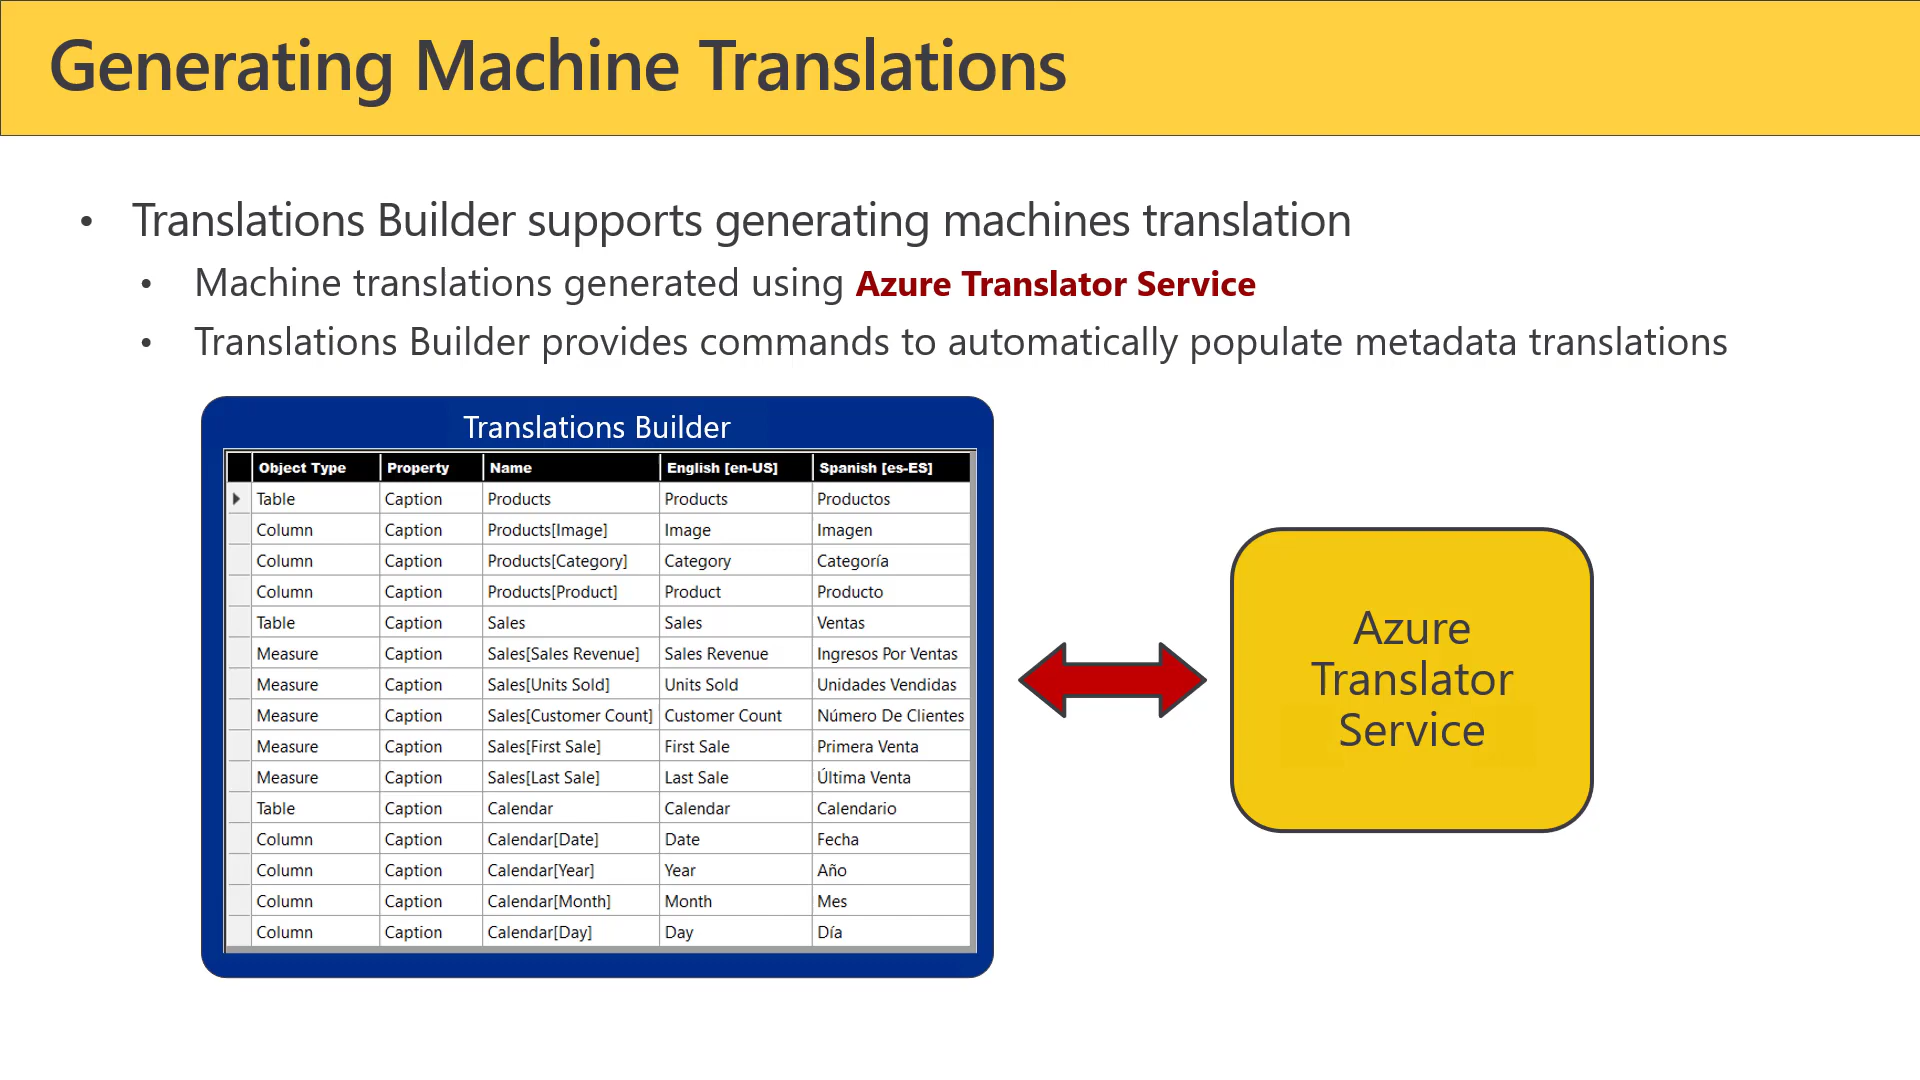 Generating Machine Translations
• Translations Builder supports generating machines translation
• Machine translations generated using Azure Translator Service
• Translations Builder provides commands to automatically populate metadata translations
Translations Builder
Object Type Property Name English [en-US] Spanish [es-ES]
Table Caption Products Products Productos
Column Caption Products[Image] Image Imagen
Column Caption Products[Category] Category Categoría
Column Caption Products[Product] Product Producto
Table Caption Sales Sales Ventas
Measure Caption Sales[Sales Revenue] Sales Revenue Ingresos Por Ventas
Measure Caption Sales[Units Sold] Units Sold Unidades Vendidas
Measure Caption Sales[Customer Count] Customer Count Número De Clientes
Measure Caption Sales[First Sale] First Sale Primera Venta
Measure Caption Sales[Last Sale] Last Sale Última Venta
Table Caption Calendar Calendar Calendario
Column Caption Calendar[Date] Date Fecha
Column Caption Calendar[Year] Year Año
Column Caption Calendar[Month] Month Mes
Column Caption Calendar[Day] Day Día
Azure
Translator
Service